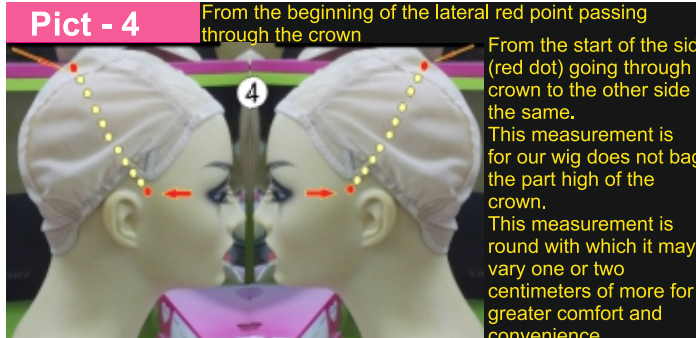 Pict - 4
From the beginning of the lateral red point passing
through the crown
4
From the start of the sid
(red dot) going through
crown to the other side
the same.
This measurement is
for our wig does not bag
the part high of the
crown.
This measurement is
round with which it may
vary one or two
centimeters of more for
greater comfort and
convenience